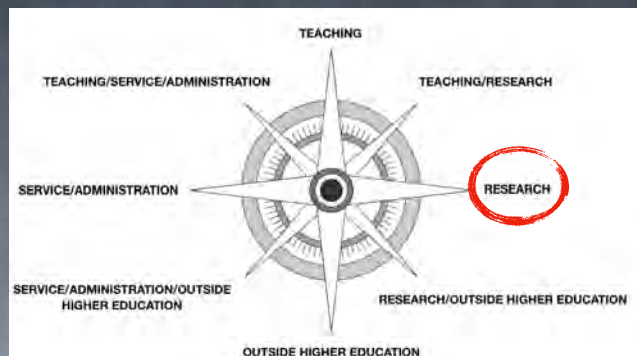 TEACHING
TEACHING/SERVICE/ADMINISTRATION
TEACHING/RESEARCH
SERVICE/ADMINISTRATION
RESEARCH
SERVICE/ADMINISTRATION/OUTSIDE
HIGHER EDUCATION
RESEARCH/OUTSIDE HIGHER EDUCATION
OUTSIDE HIGHER EDUCATION